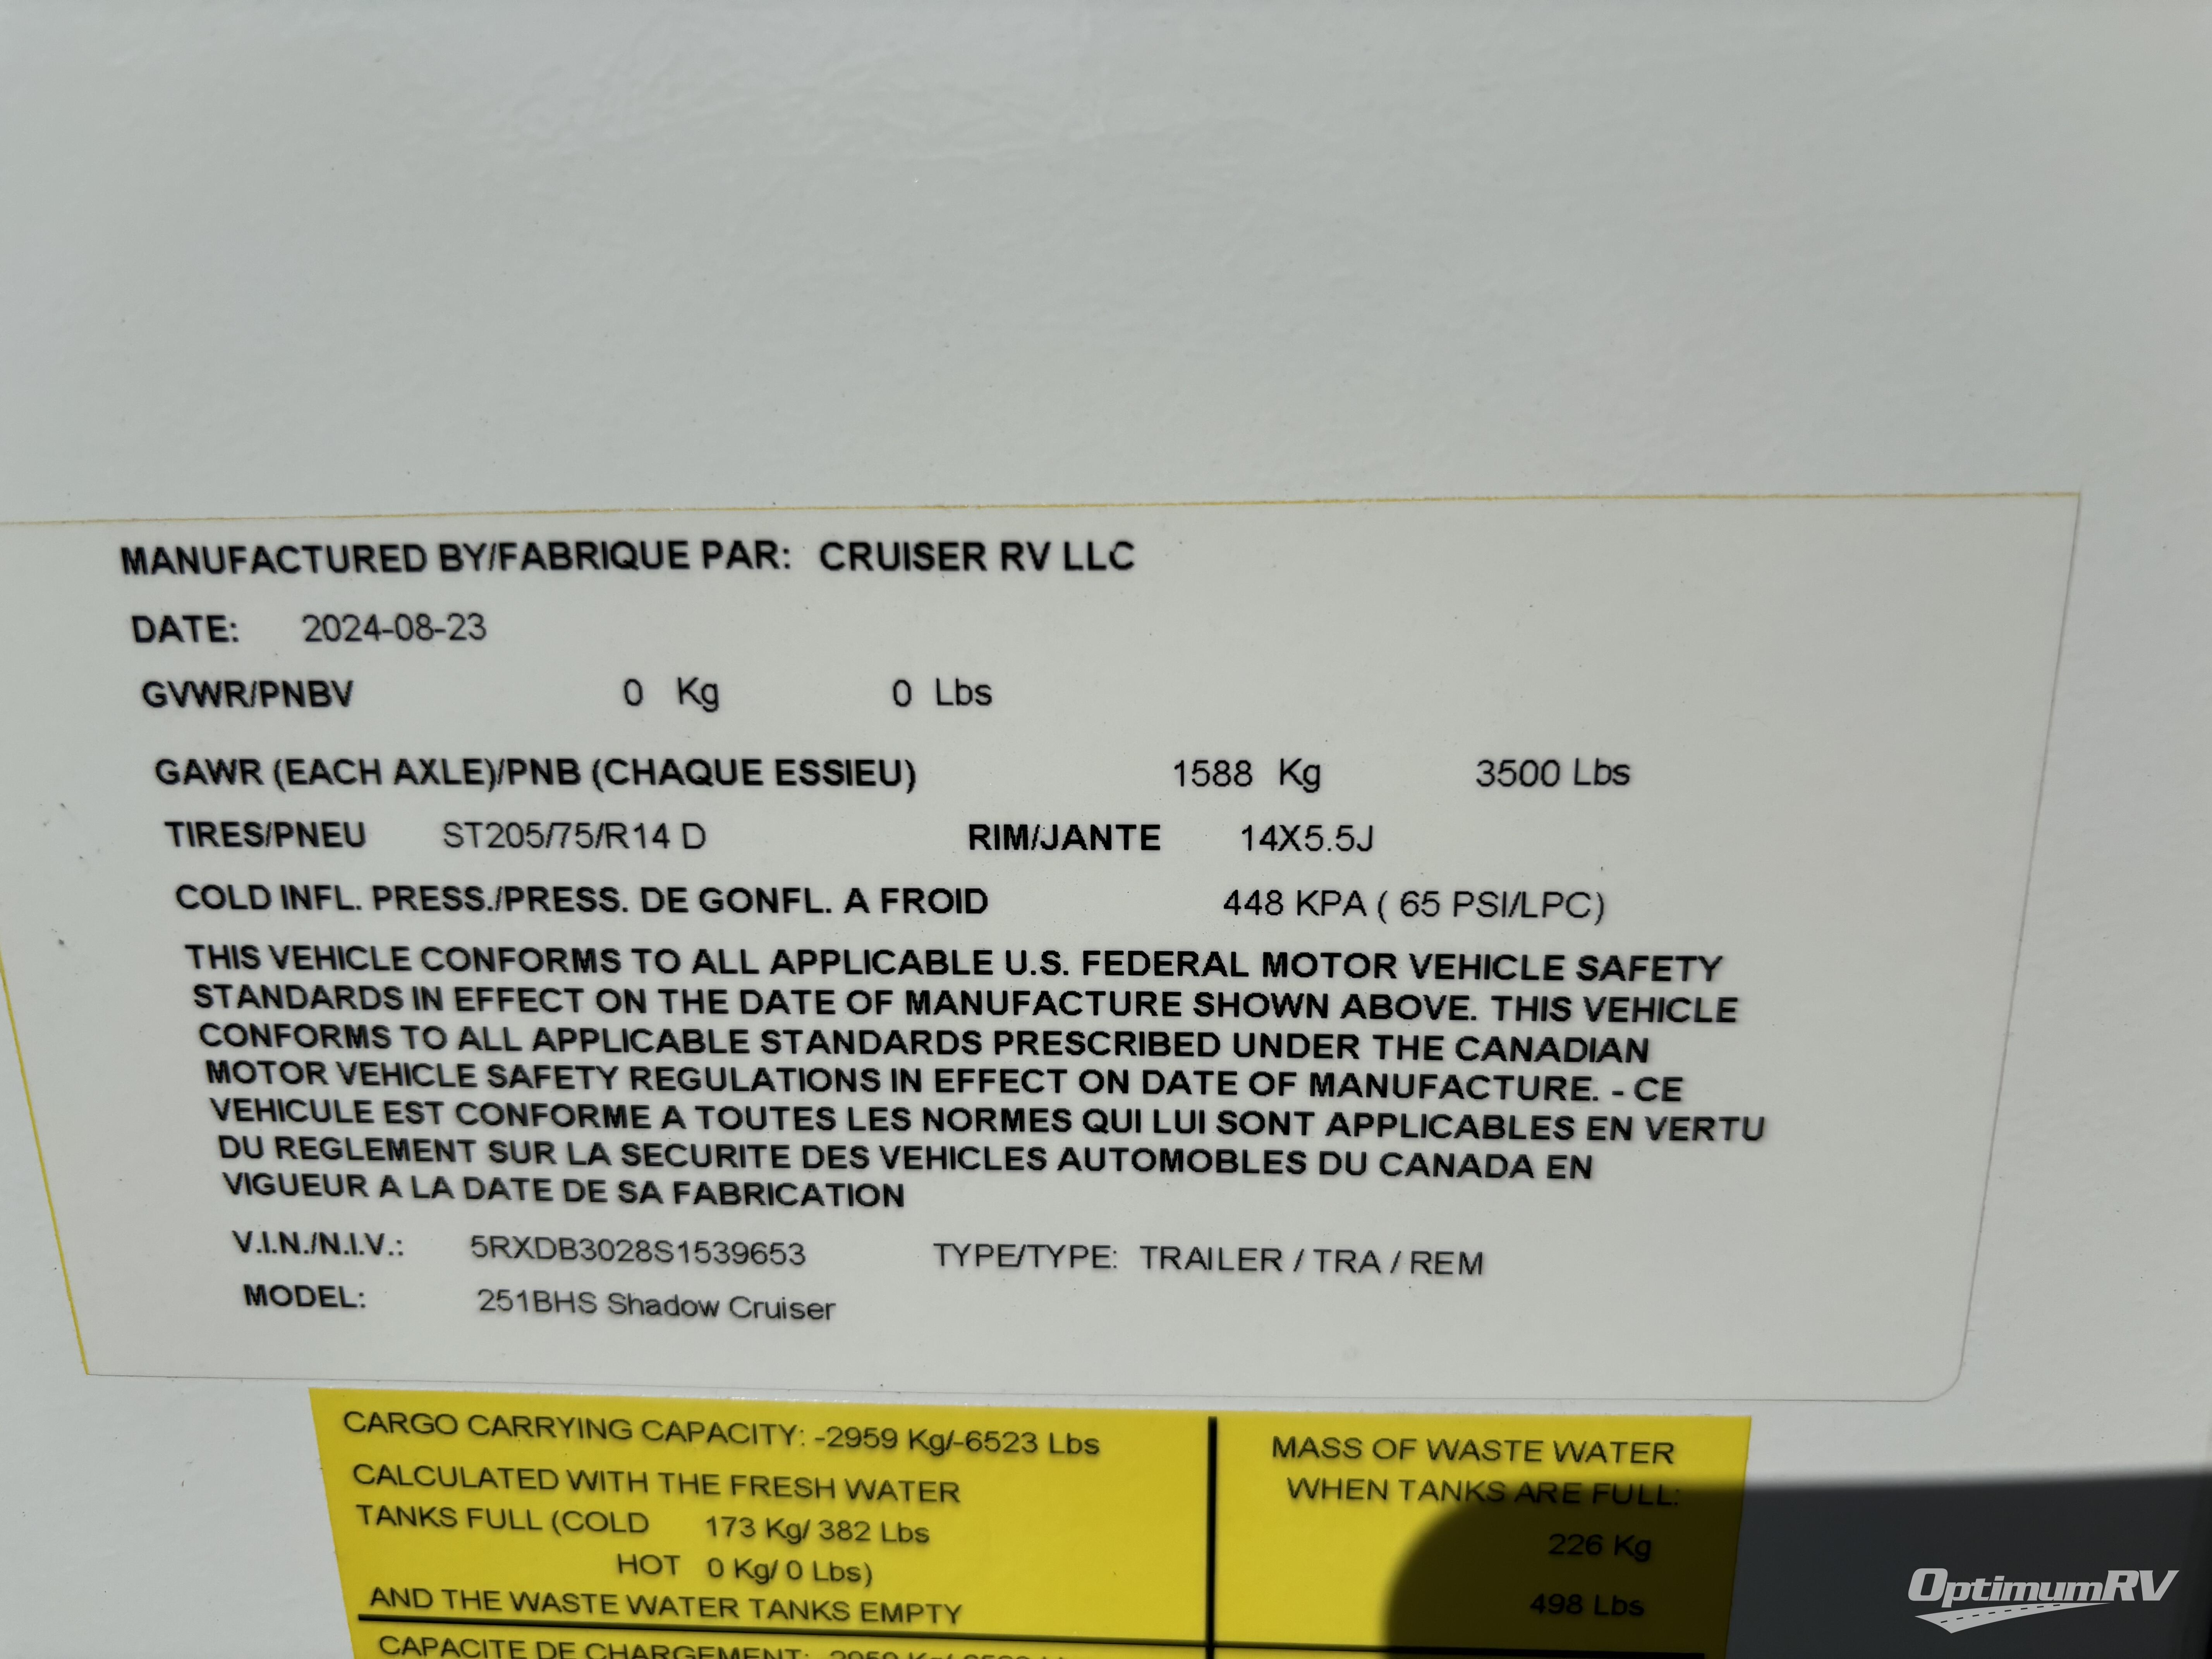 MANUFACTURED BY/FABRIQUE PAR: CRUISER RV LLC
DATE: 2024-08-23
GVWR/PNBV 0 Kg 0 Lbs
GAWR (EACH AXLE)/PNB (CHAQUE ESSIEU) 1588 Kg 3500 Lbs
TIRES/PNEU ST205/75/R14 D RIM/JANTE 14X5.5J
COLD INFL. PRESS./PRESS. DE GONFL. A FROID 448 KPA ( 65 PSI/LPC)
THIS VEHICLE CONFORMS TO ALL APPLICABLE U.S. FEDERAL MOTOR VEHICLE SAFETY
STANDARDS IN EFFECT ON THE DATE OF MANUFACTURE SHOWN ABOVE. THIS VEHICLE
CONFORMS TO ALL APPLICABLE STANDARDS PRESCRIBED UNDER THE CANADIAN
MOTOR VEHICLE SAFETY REGULATIONS IN EFFECT ON DATE OF MANUFACTURE. - CE
VEHICULE EST CONFORME A TOUTES LES NORMES QUI LUI SONT APPLICABLES EN VERTU
DU REGLEMENT SUR LA SECURITE DES VEHICLES AUTOMOBLES DU CANADA EN
VIGUEUR A LA DATE DE SA FABRICATION
V.I.N./N.I.V.: 5RXDB3028S1539653 TYPE/TYPE: TRAILER / TRA / REM
MODEL: 251BHS Shadow Cruiser
CARGO CARRYING CAPACITY: -2959 Kg/-6523 Lbs
CALCULATED WITH THE FRESH WATER
TANKS FULL (COLD 173 Kg/ 382 Lbs
HOT 0 Kg/ 0 Lbs)
AND THE WASTE WATER TANKS EMPTY
MASS OF WASTE WATER
WHEN TANKS ARE FULL:
226 Kg
498 Lbs
CAPACITE DE CHARGEMENT:
OptimumRV